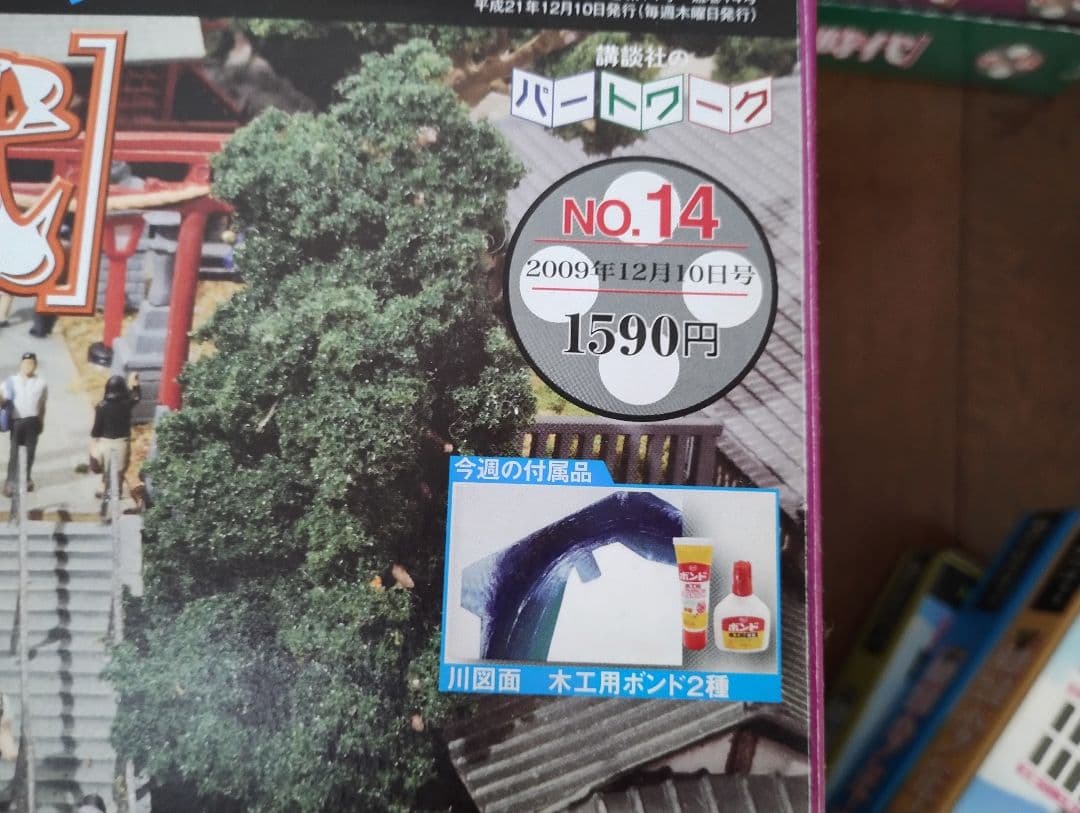 平成21年12月10日発行(毎週木曜日発行)
講談社の
パートワーク
NO.14
2009年12月10日号
1590円
今週の付属品
ボンド
木工用
ボンド
川図面 木工用ボンド2種